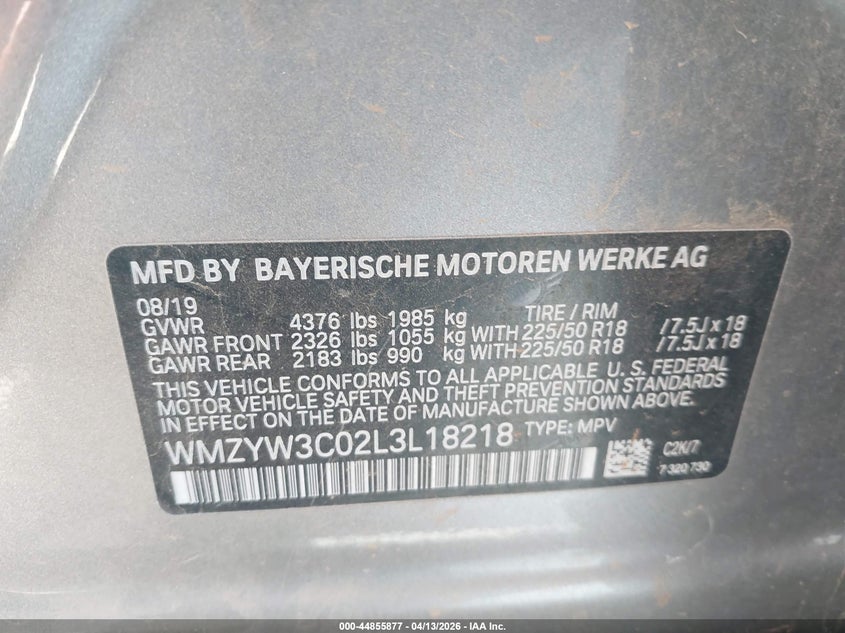 MFD BY BAYERISCHE MOTOREN WERKE AG
08/19 TIRE / RIM
GVWR 4376 lbs 1985 kg
GAWR FRONT 2326 lbs 1055 kg WITH 225/50 R18 /7.5J x 18
GAWR REAR 2183 lbs 990 kg WITH 225/50 R18 /7.5J x 18
THIS VEHICLE CONFORMS TO ALL APPLICABLE U. S. FEDERAL
MOTOR VEHICLE SAFETY AND THEFT PREVENTION STANDARDS
IN EFFECT ON THE DATE OF MANUFACTURE SHOWN ABOVE.
WMZYW3C02L3L18218 TYPE: MPV
C2K/7
7 320 730
000-44855877 - 04/13/2026 - IAA Inc.